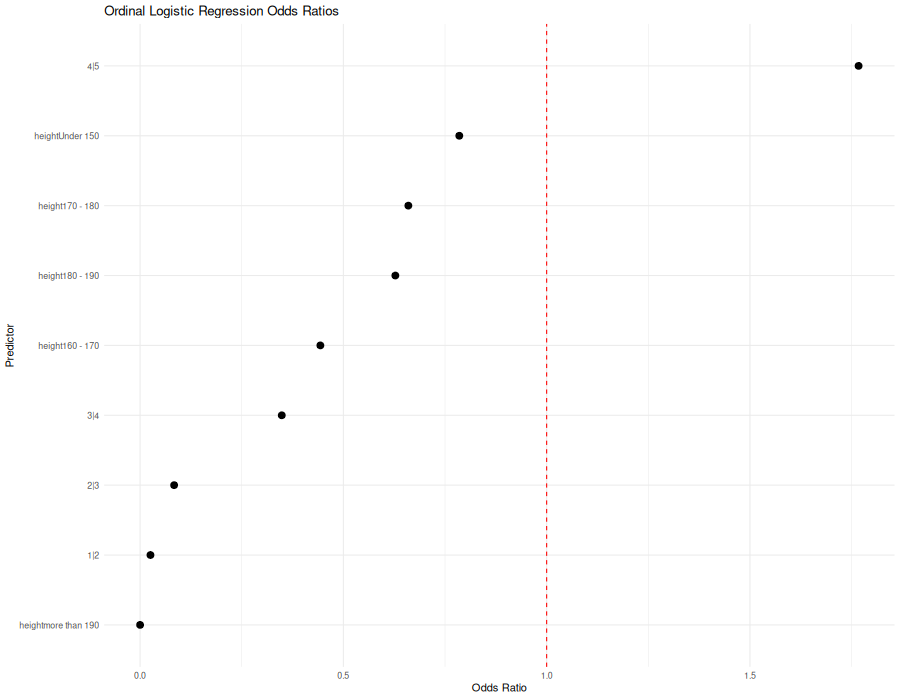 Ordinal Logistic Regression Odds Ratios
4|5
heightUnder 150
height170 - 180
height180 - 190
height160 - 170
3|4
2|3
1|2
heightmore than 190
Predictor
0.0
0.5
1.0
1.5
Odds Ratio